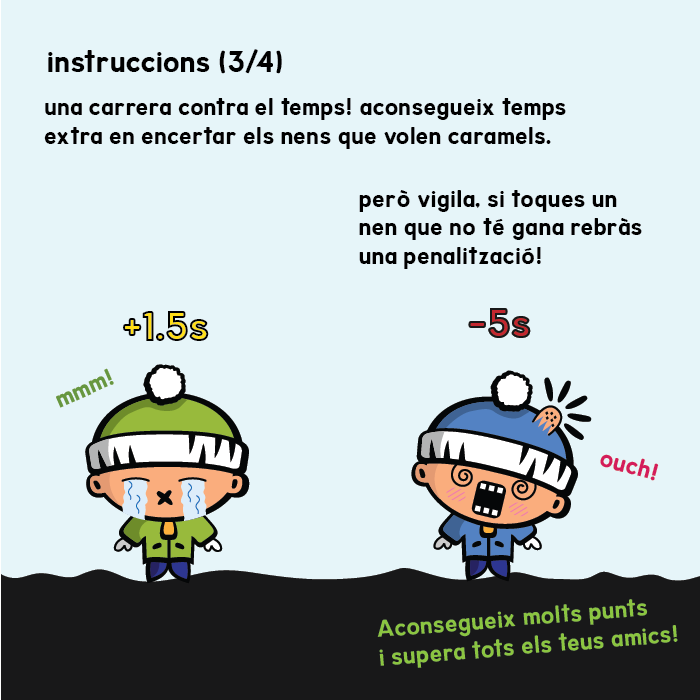 instruccions (3/4)
una carrera contra el temps! aconsegueix temps
extra en encertar els nens que volen caramels.
però vigila, si toques un
nen que no té gana rebràs
una penalització!
+1.5s
-5s
mmm!
ouch!
Aconsegueix molts punts
i supera tots els teus amics!